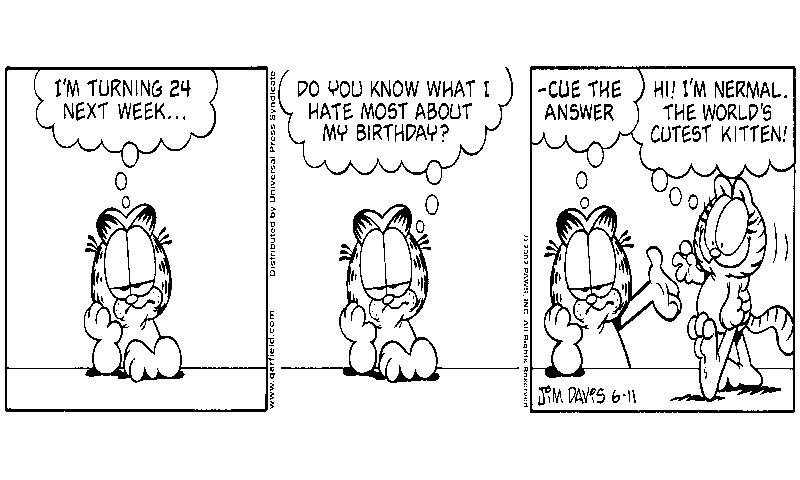 I'M TURNING 24
NEXT WEEK...
www.garfield.com
Distributed by Universal Press Syndicate
DO YOU KNOW WHAT I
HATE MOST ABOUT
MY BIRTHDAY?
© 2002 PAWS, INC. All Rights Reserved
-CUE THE
ANSWER
HI! I'M NERMAL.
THE WORLD'S
CUTEST KITTEN!
JIM DAVIS 6-11